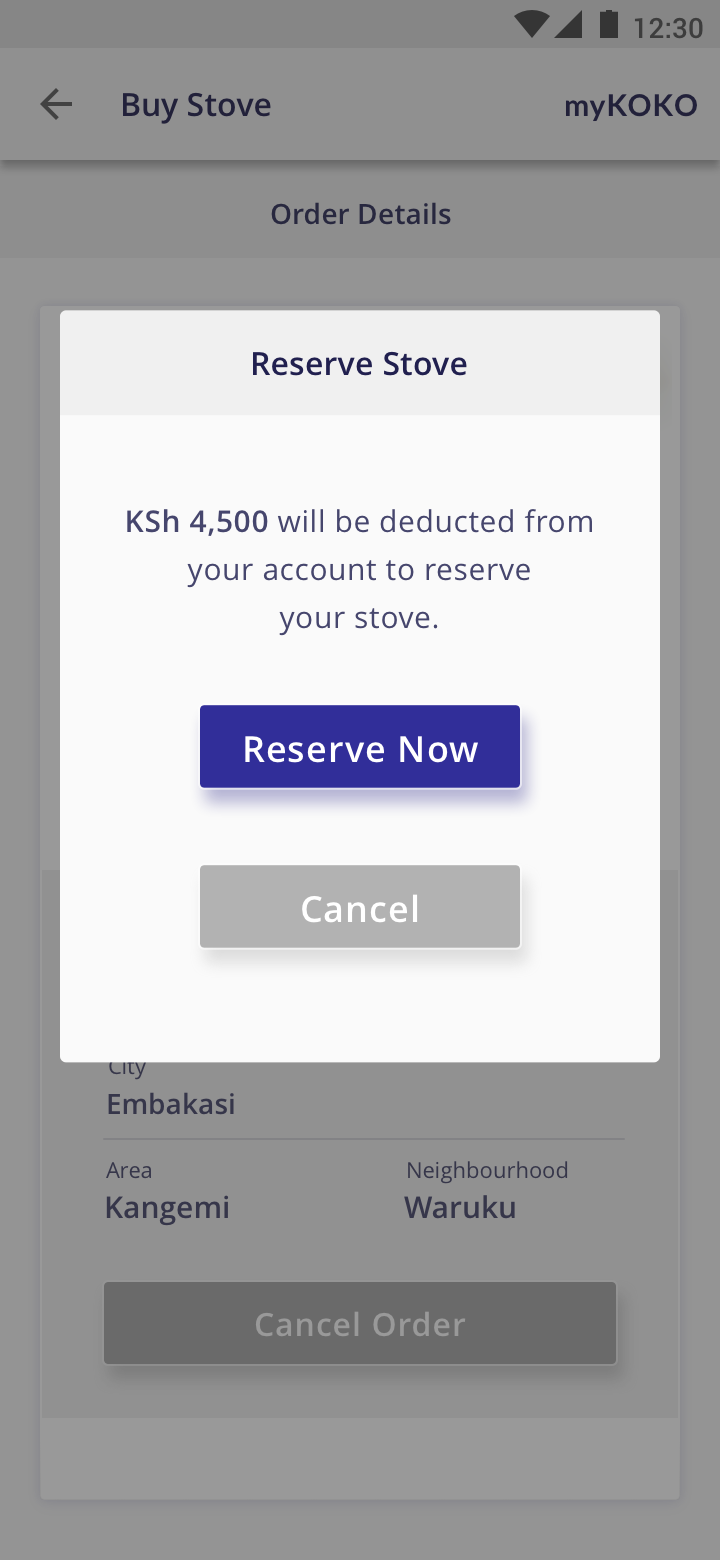 12:30
Buy Stove
myKOKO
Order Details
Reserve Stove
KSh 4,500 will be deducted from
your account to reserve
your stove.
Reserve Now
Cancel
City
Embakasi
Area
Neighbourhood
Kangemi
Waruku
Cancel Order